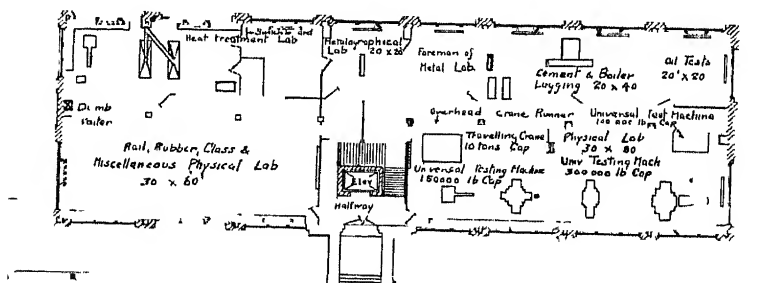 Heat treatment Lab
Metalographical
Lab 20 x 20
Foreman of
Metal Lab.
Cement & Boiler
Lugging 20 x 40
Oil Tests
20' x 20
Dumb
Waiter
Overhead Crane Runner
Universal Test Machine
100 000 lb Cap
Travelling Crane
10 tons Cap
Physical Lab
30 x 80
Rail, Rubber, Glass &
Miscellaneous Physical Lab
30 x 60
Universal Testing Machine
150000 lb Cap
Univ Testing Mach
300 000 lb Cap
Elev
Halfway